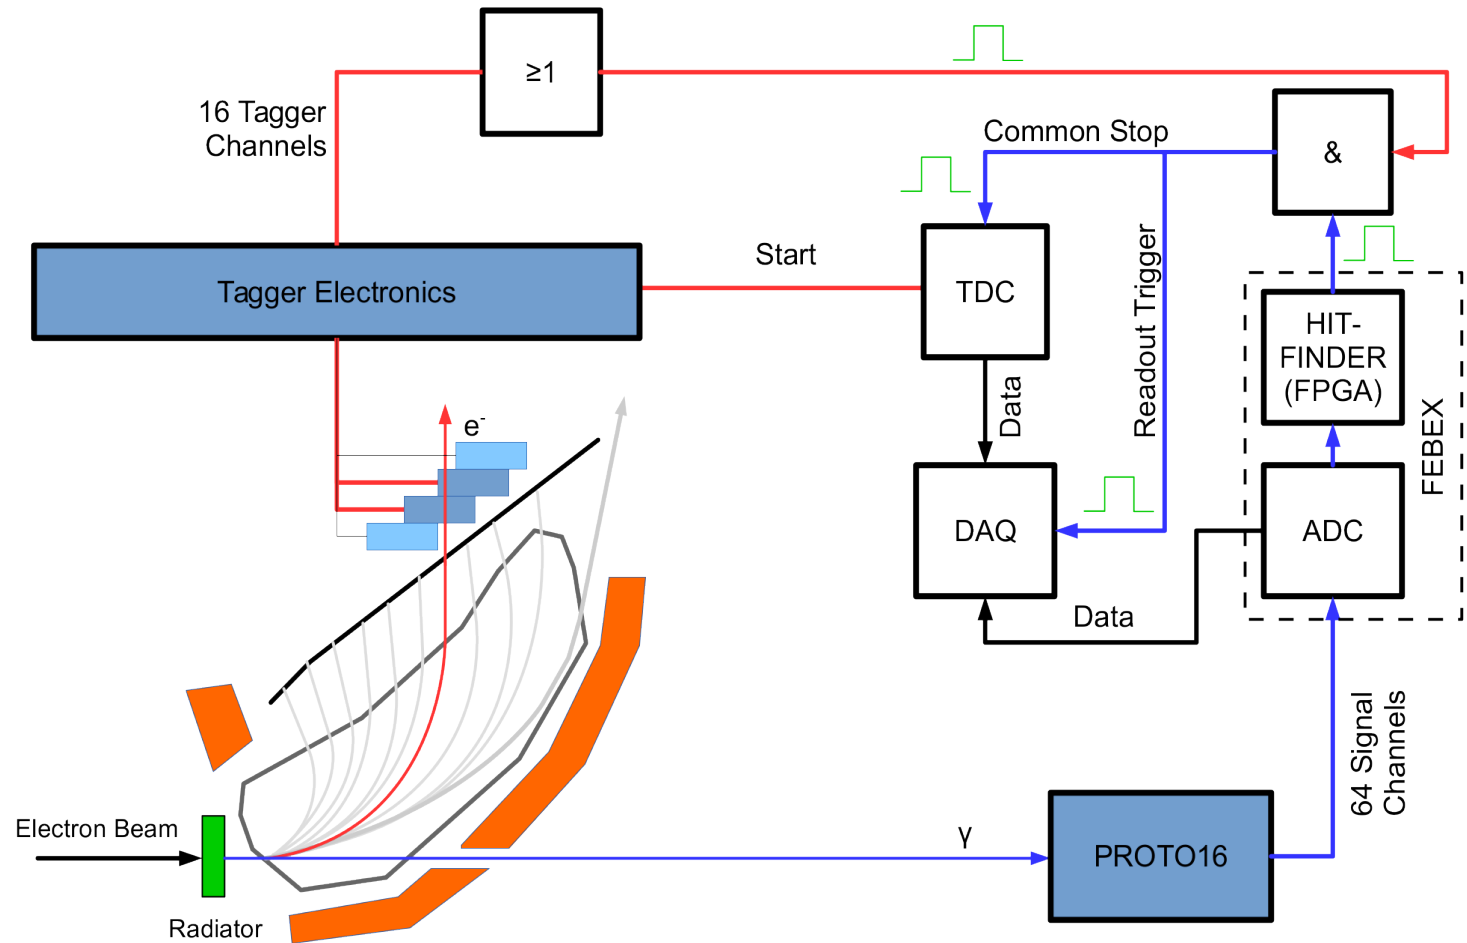 ≥1
16 Tagger
Channels
Common Stop
&
Start
Tagger Electronics
TDC
Readout Trigger
HIT-
FINDER
(FPGA)
FEBEX
Data
e-
DAQ
ADC
Data
64 Signal
Channels
Electron Beam
γ
PROTO16
Radiator